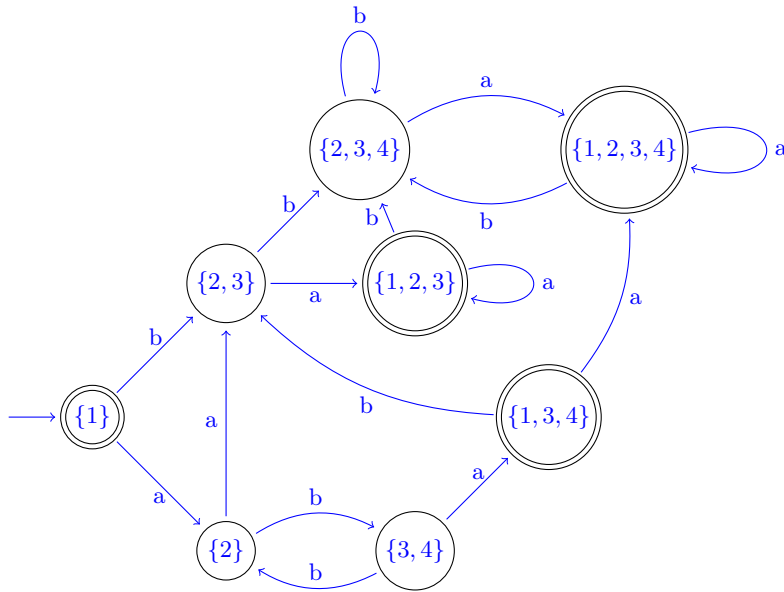 b
a
{2, 3, 4}
{1, 2, 3, 4}
a
b
b
b
{2, 3}
{1, 2, 3}
a
a
a
b
{1}
a
b
{1, 3, 4}
a
a
b
{2}
{3, 4}
b